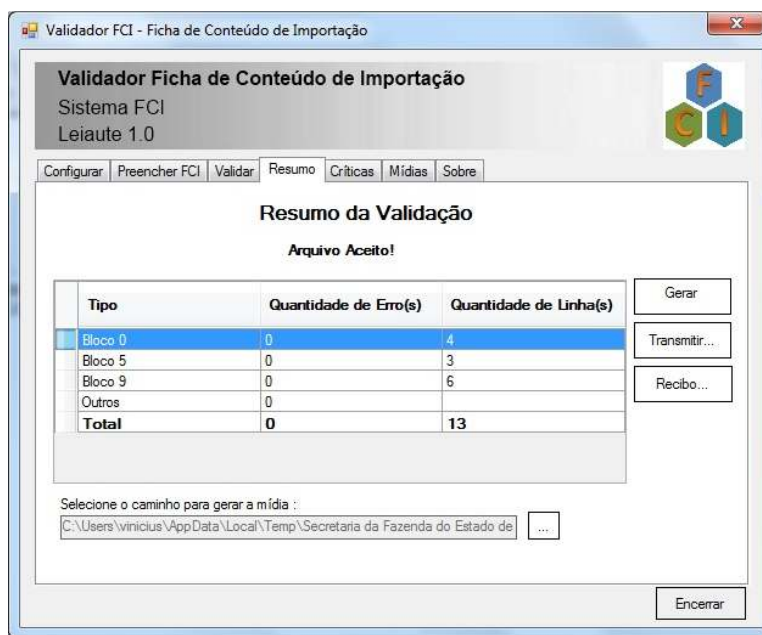 Validador FCI - Ficha de Conteúdo de Importação
Validador Ficha de Conteúdo de Importação
Sistema FCI
Leiaute 1.0
F
C I
Configurar Preencher FCI Validar Resumo Críticas Mídias Sobre
Resumo da Validação
Arquivo Aceito!
Tipo Quantidade de Erro(s) Quantidade de Linha(s)
Bloco 0 0 4
Bloco 5 0 3
Bloco 9 0 6
Outros 0
Total 0 13
Gerar
Transmitir...
Recibo...
Selecione o caminho para gerar a mídia :
C:\Users\vinicius\AppData\Local\Temp\Secretaria da Fazenda do Estado de
...
Encerrar